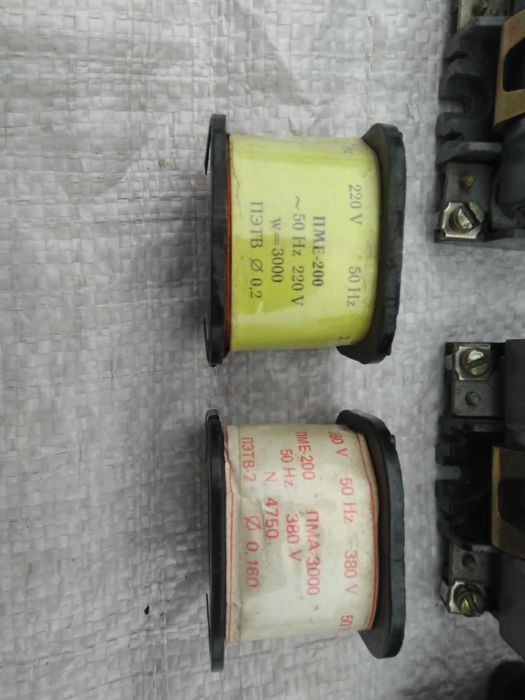 220 V 50 Hz
ПМЕ-200
~ 50 Hz 220 V
w=3000
ПЭТВ Ø 0,2
380 V 50 Hz 380 V 50
ПМЕ-200 ПМА-3000
50 Hz 380 V
N 4750
ПЭТВ-2 Ø 0,160